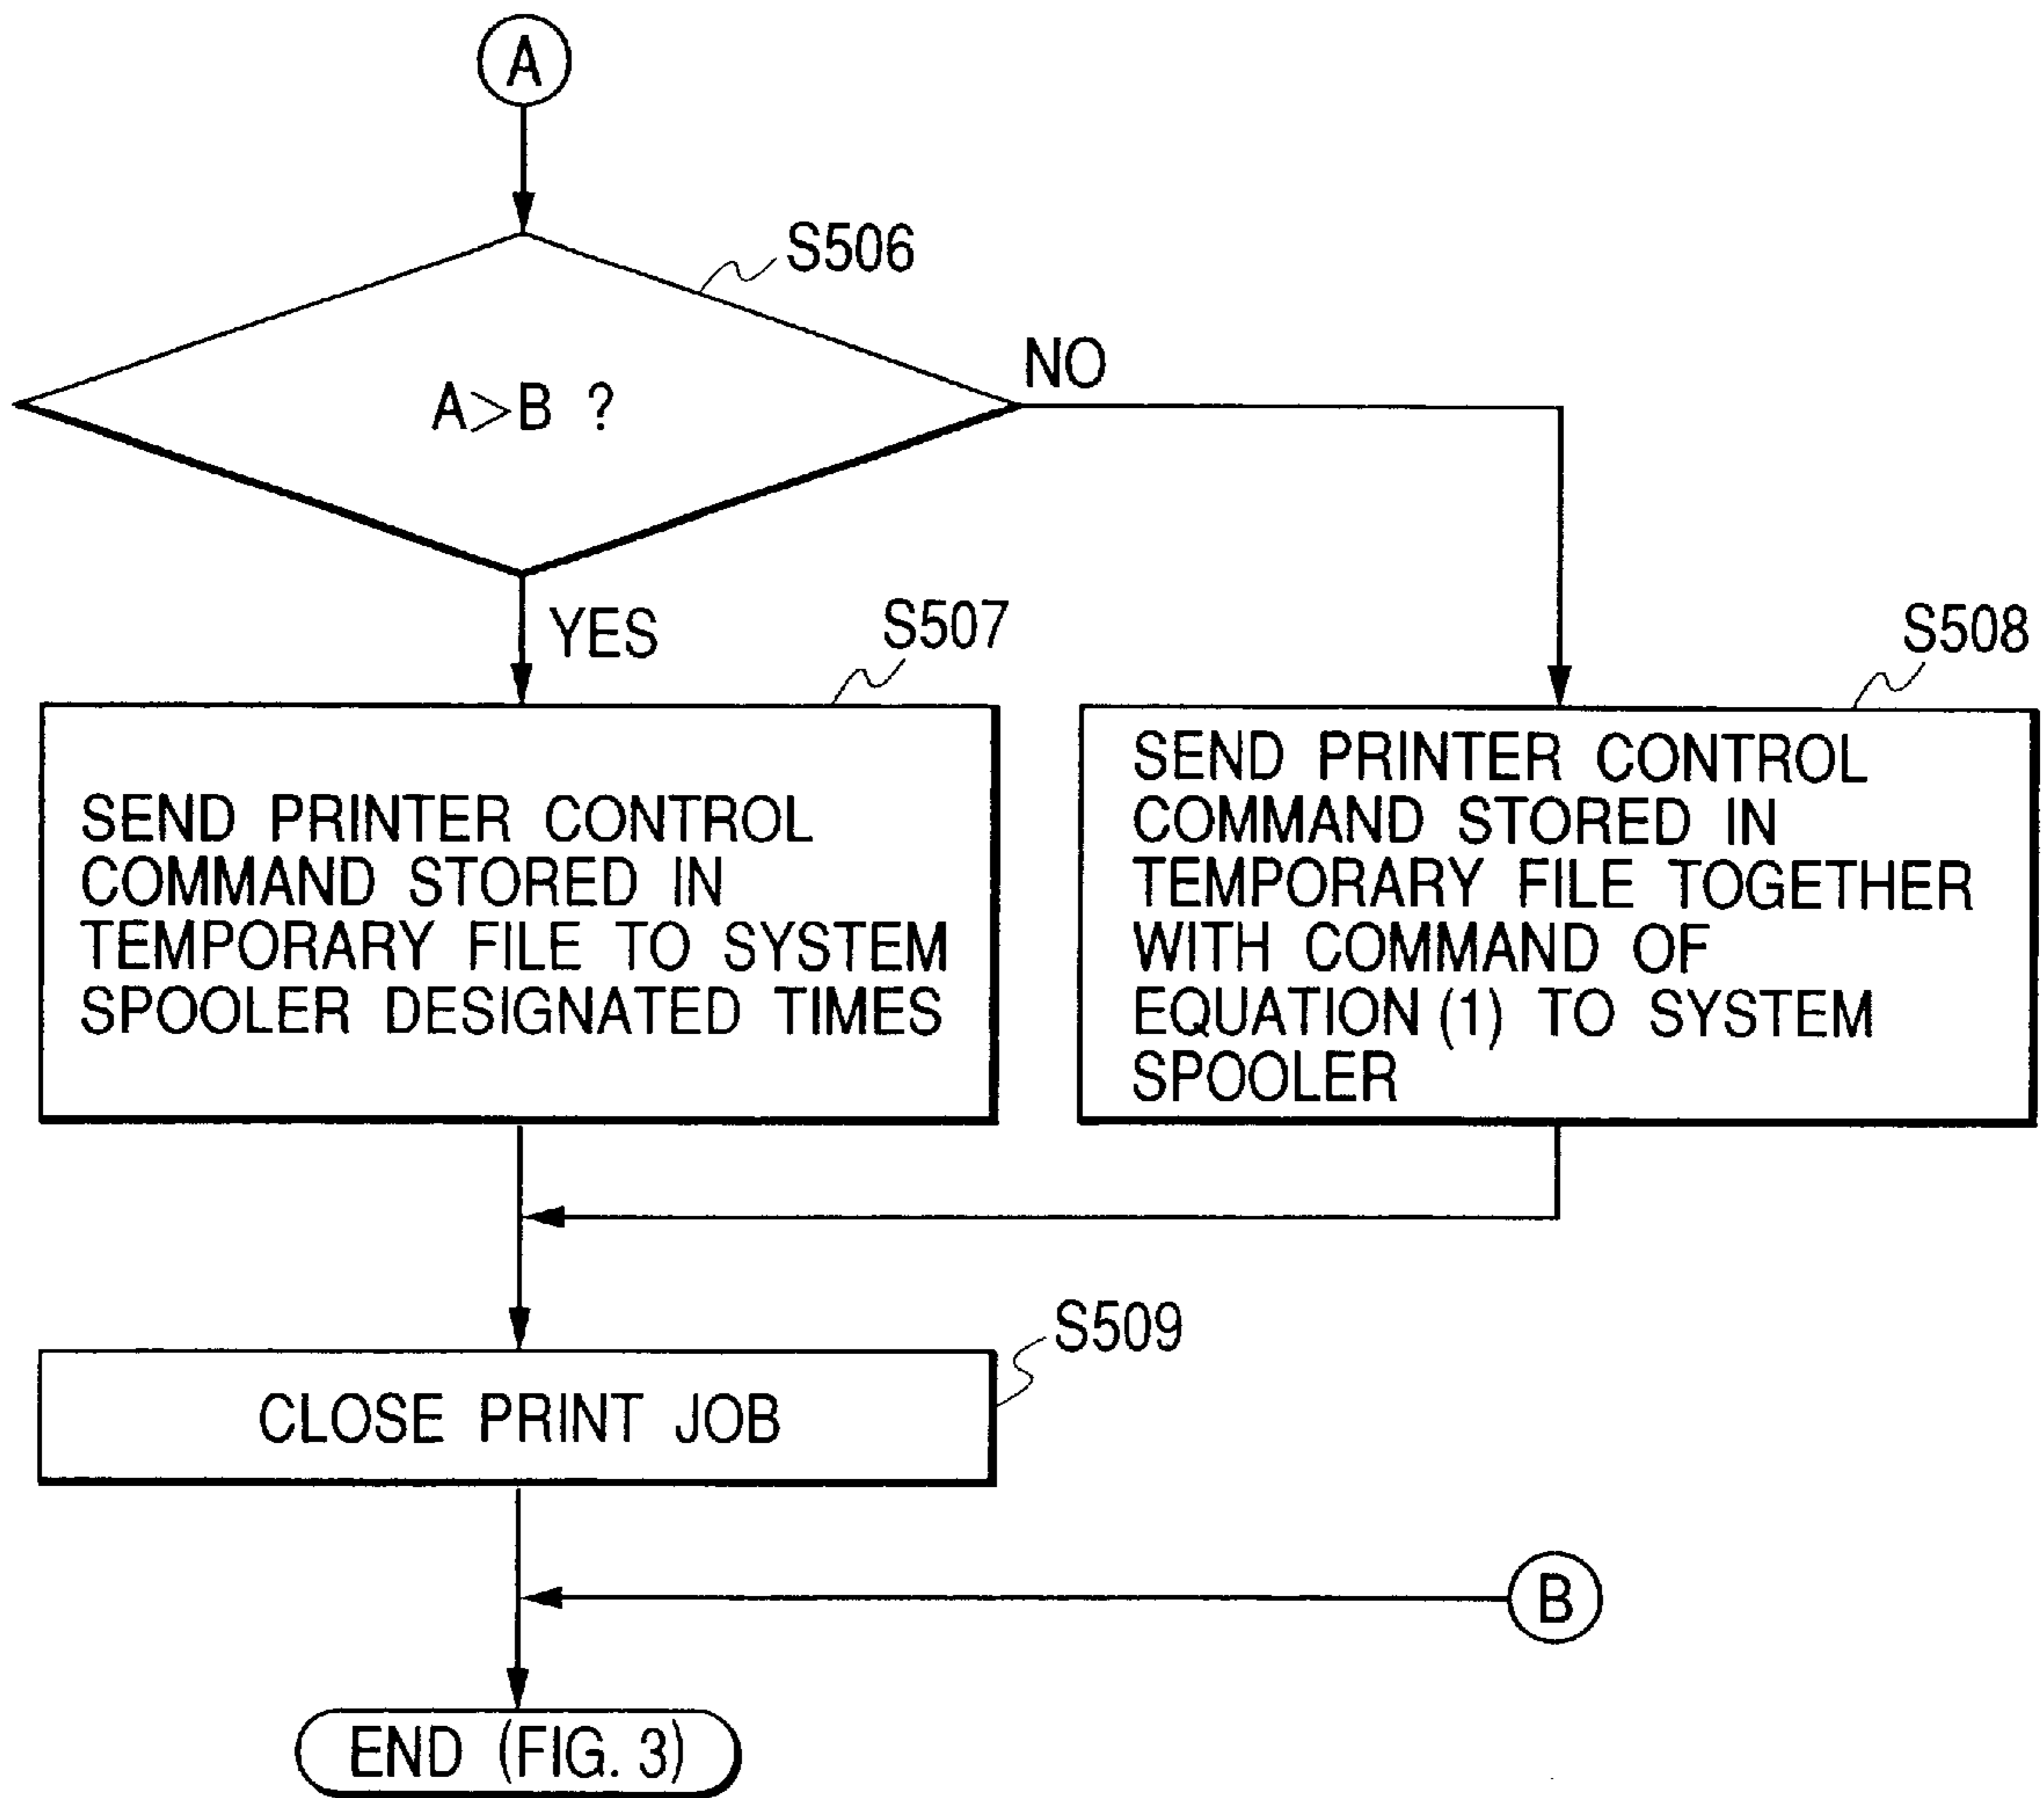 A
S506
A>B ?
NO
YES
S507
SEND PRINTER CONTROL
COMMAND STORED IN
TEMPORARY FILE TO SYSTEM
SPOOLER DESIGNATED TIMES
S508
SEND PRINTER CONTROL
COMMAND STORED IN
TEMPORARY FILE TOGETHER
WITH COMMAND OF
EQUATION (1) TO SYSTEM
SPOOLER
S509
CLOSE PRINT JOB
B
END (FIG. 3)